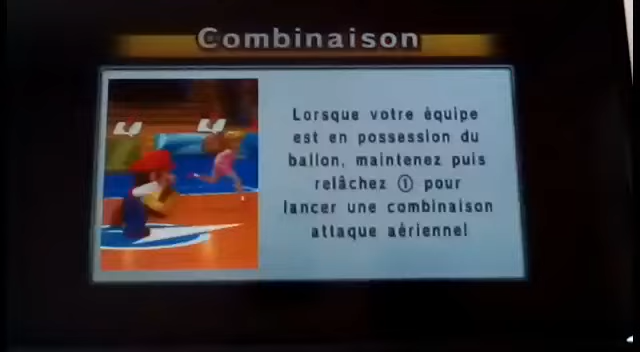 Combinaison
Lorsque votre équipe
est en possession du
ballon, maintenez puis
relâchez ① pour
lancer une combinaison
attaque aérienne!